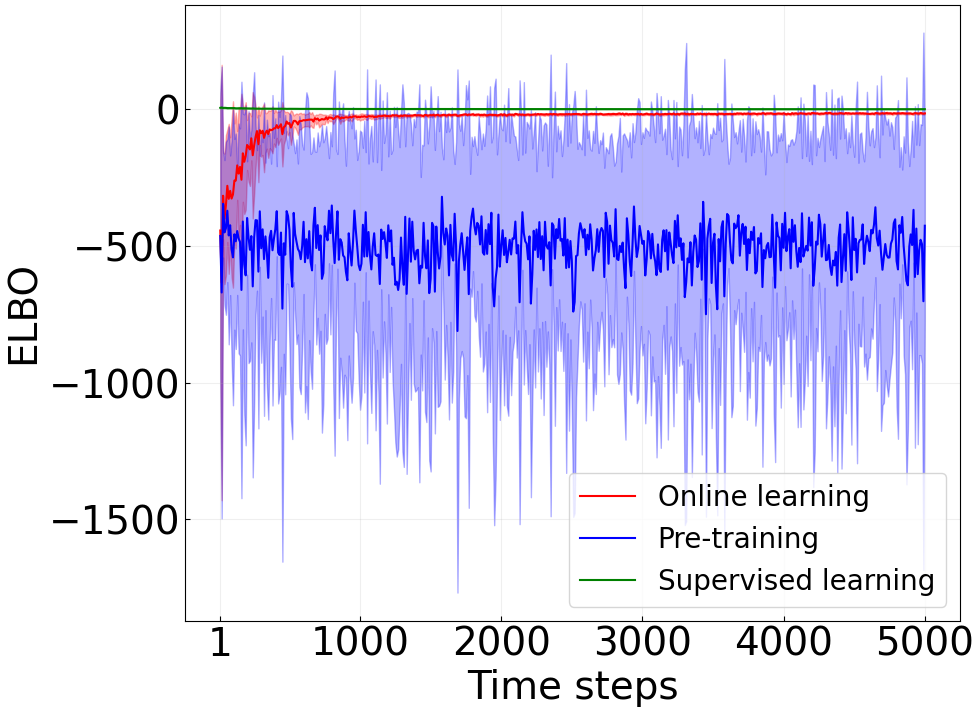 ELBO
0
−500
−1000
−1500
Online learning
Pre-training
Supervised learning
1 1000 2000 3000 4000 5000
Time steps